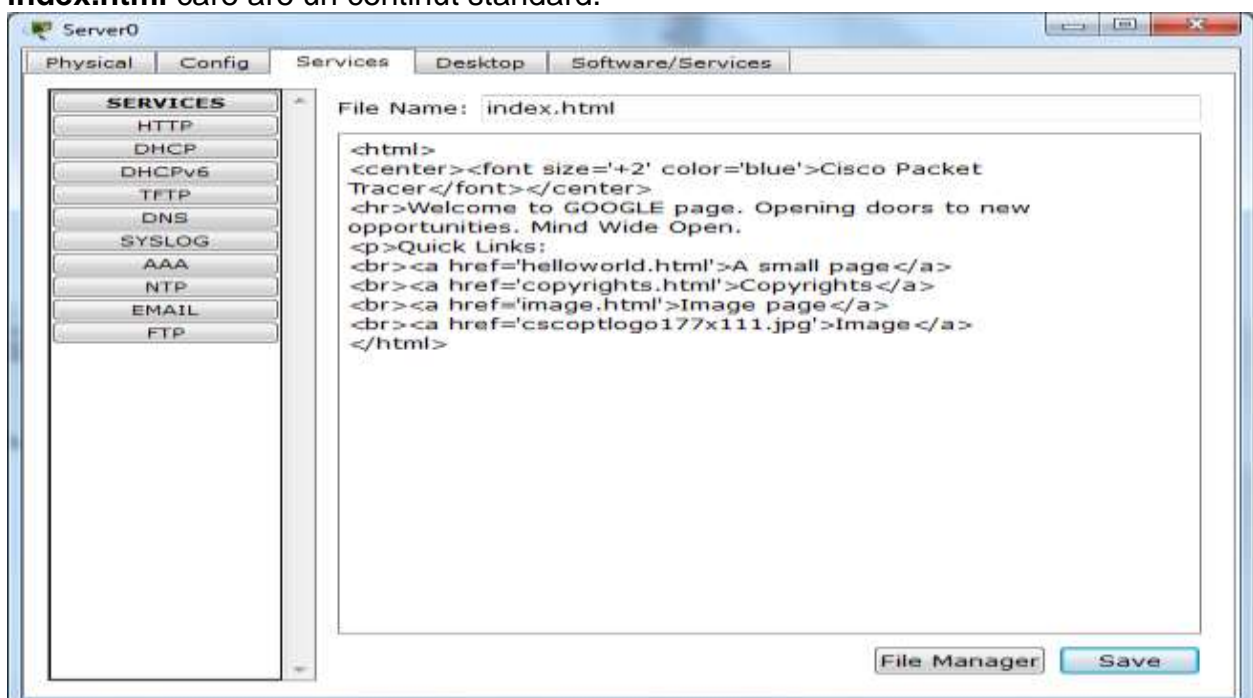 index.html care are un conținut standard.
Server0
Physical Config Services Desktop Software/Services
SERVICES
HTTP
DHCP
DHCPv6
TFTP
DNS
SYSLOG
AAA
NTP
EMAIL
FTP
File Name: index.html
<html>
<center><font size='+2' color='blue'>Cisco Packet
Tracer</font></center>
<hr>Welcome to GOOGLE page. Opening doors to new
opportunities. Mind Wide Open.
<p>Quick Links:
<br><a href='helloworld.html'>A small page</a>
<br><a href='copyrights.html'>Copyrights</a>
<br><a href='image.html'>Image page</a>
<br><a href='cscoptlogo177x111.jpg'>Image</a>
</html>
File Manager Save